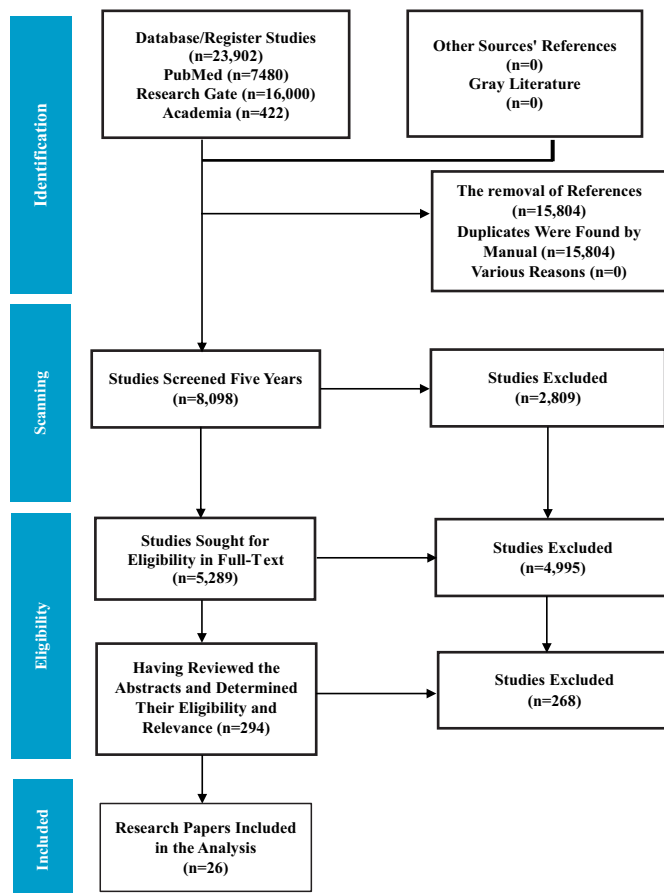 Identification
Database/Register Studies
(n=23,902)
PubMed (n=7480)
Research Gate (n=16,000)
Academia (n=422)
Other Sources' References
(n=0)
Gray Literature
(n=0)
The removal of References
(n=15,804)
Duplicates Were Found by
Manual (n=15,804)
Various Reasons (n=0)
Scanning
Studies Screened Five Years
(n=8,098)
Studies Excluded
(n=2,809)
Eligibility
Studies Sought for
Eligibility in Full-Text
(n=5,289)
Studies Excluded
(n=4,995)
Having Reviewed the
Abstracts and Determined
Their Eligibility and
Relevance (n=294)
Studies Excluded
(n=268)
Included
Research Papers Included
in the Analysis
(n=26)